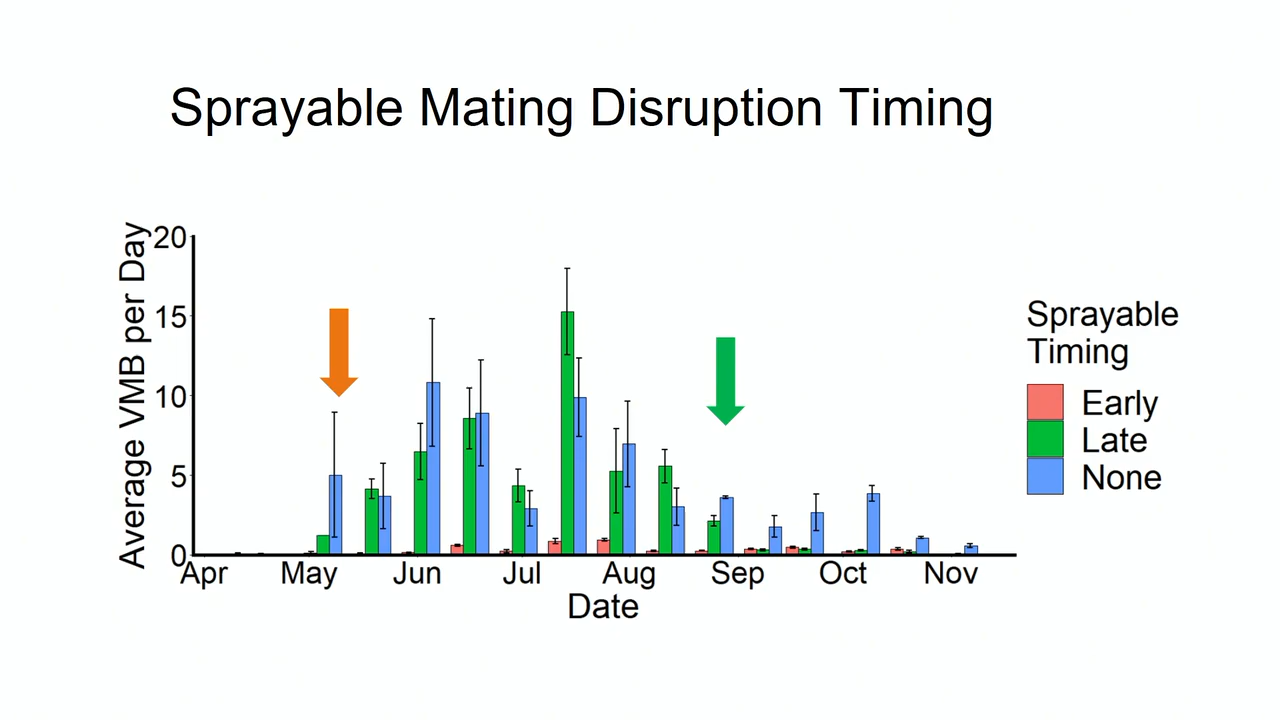 Sprayable Mating Disruption Timing
Average VMB per Day
20
15
10
5
0
Apr May Jun Jul Aug Sep Oct Nov
Date
Sprayable
Timing
Early
Late
None